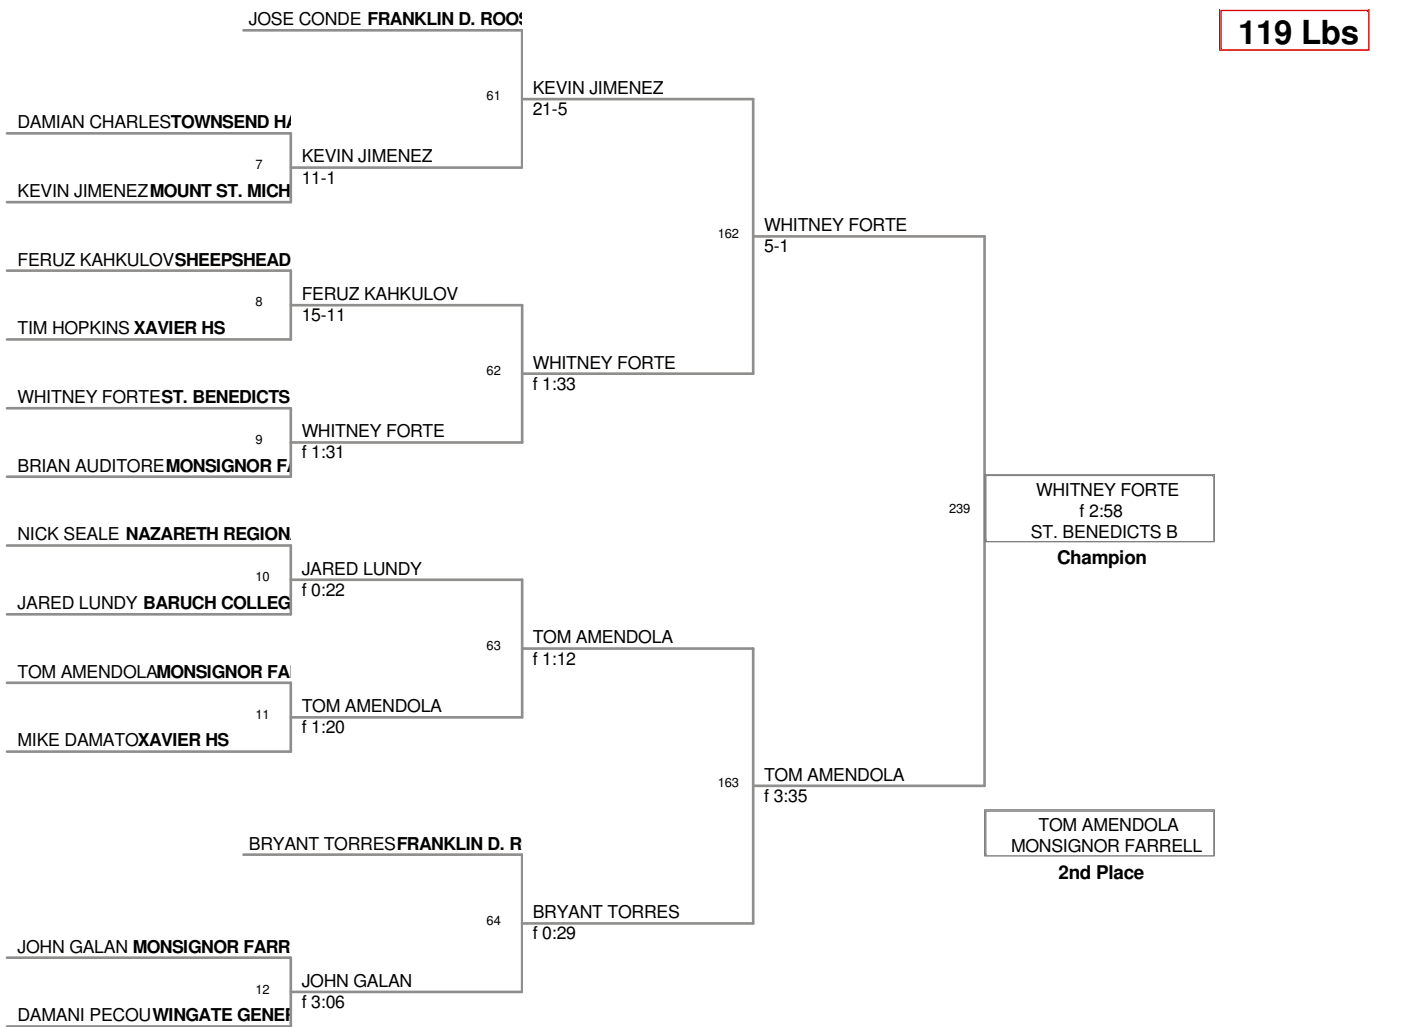 JOSE CONDE FRANKLIN D. ROOS
119 Lbs
61
KEVIN JIMENEZ
21-5
DAMIAN CHARLES TOWNSEND HA
7
KEVIN JIMENEZ
11-1
KEVIN JIMENEZ MOUNT ST. MICH
162
WHITNEY FORTE
5-1
FERUZ KAHKULOV SHEEPSHEAD
8
FERUZ KAHKULOV
15-11
TIM HOPKINS XAVIER HS
62
WHITNEY FORTE
f 1:33
WHITNEY FORTE ST. BENEDICTS
9
WHITNEY FORTE
f 1:31
BRIAN AUDITORE MONSIGNOR FA
239
WHITNEY FORTE
f 2:58
ST. BENEDICTS B
Champion
NICK SEALE NAZARETH REGION
10
JARED LUNDY
f 0:22
JARED LUNDY BARUCH COLLEG
63
TOM AMENDOLA
f 1:12
TOM AMENDOLA MONSIGNOR FA
11
TOM AMENDOLA
f 1:20
MIKE DAMATO XAVIER HS
163
TOM AMENDOLA
f 3:35
TOM AMENDOLA
MONSIGNOR FARRELL
2nd Place
BRYANT TORRES FRANKLIN D. R
64
BRYANT TORRES
f 0:29
JOHN GALAN MONSIGNOR FARR
12
JOHN GALAN
f 3:06
DAMANI PECOU WINGATE GENER